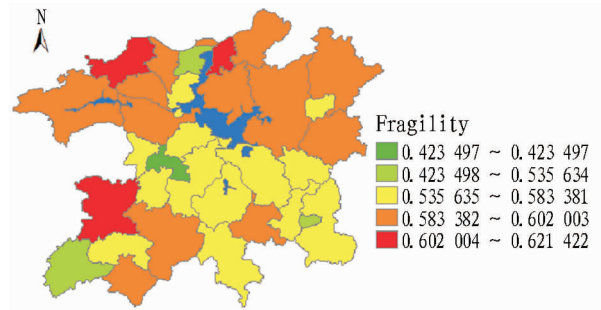 N
Fragility
0.423 497 ~ 0.423 497
0.423 498 ~ 0.535 634
0.535 635 ~ 0.583 381
0.583 382 ~ 0.602 003
0.602 004 ~ 0.621 422